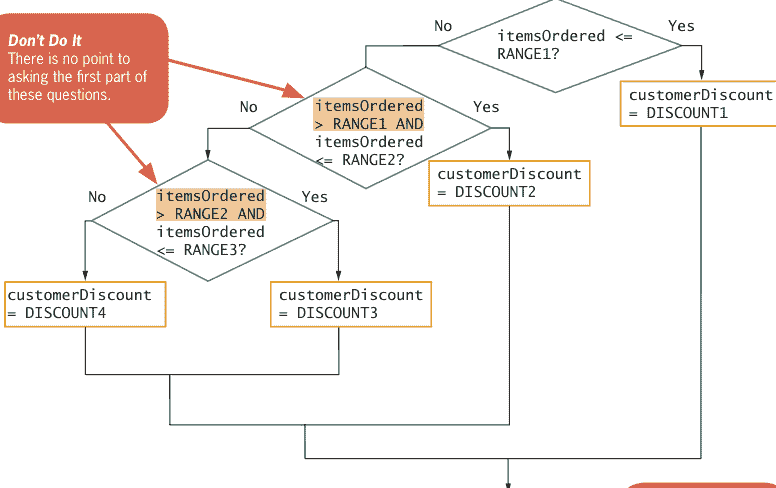 Don't Do It
There is no point to
asking the first part of
these questions.
No
Yes
itemsOrdered <=
RANGE1?
customerDiscount
= DISCOUNT1
No
Yes
itemsOrdered
> RANGE1 AND
itemsOrdered
<= RANGE2?
customerDiscount
= DISCOUNT2
No
Yes
itemsOrdered
> RANGE2 AND
itemsOrdered
<= RANGE3?
customerDiscount
= DISCOUNT4
customerDiscount
= DISCOUNT3